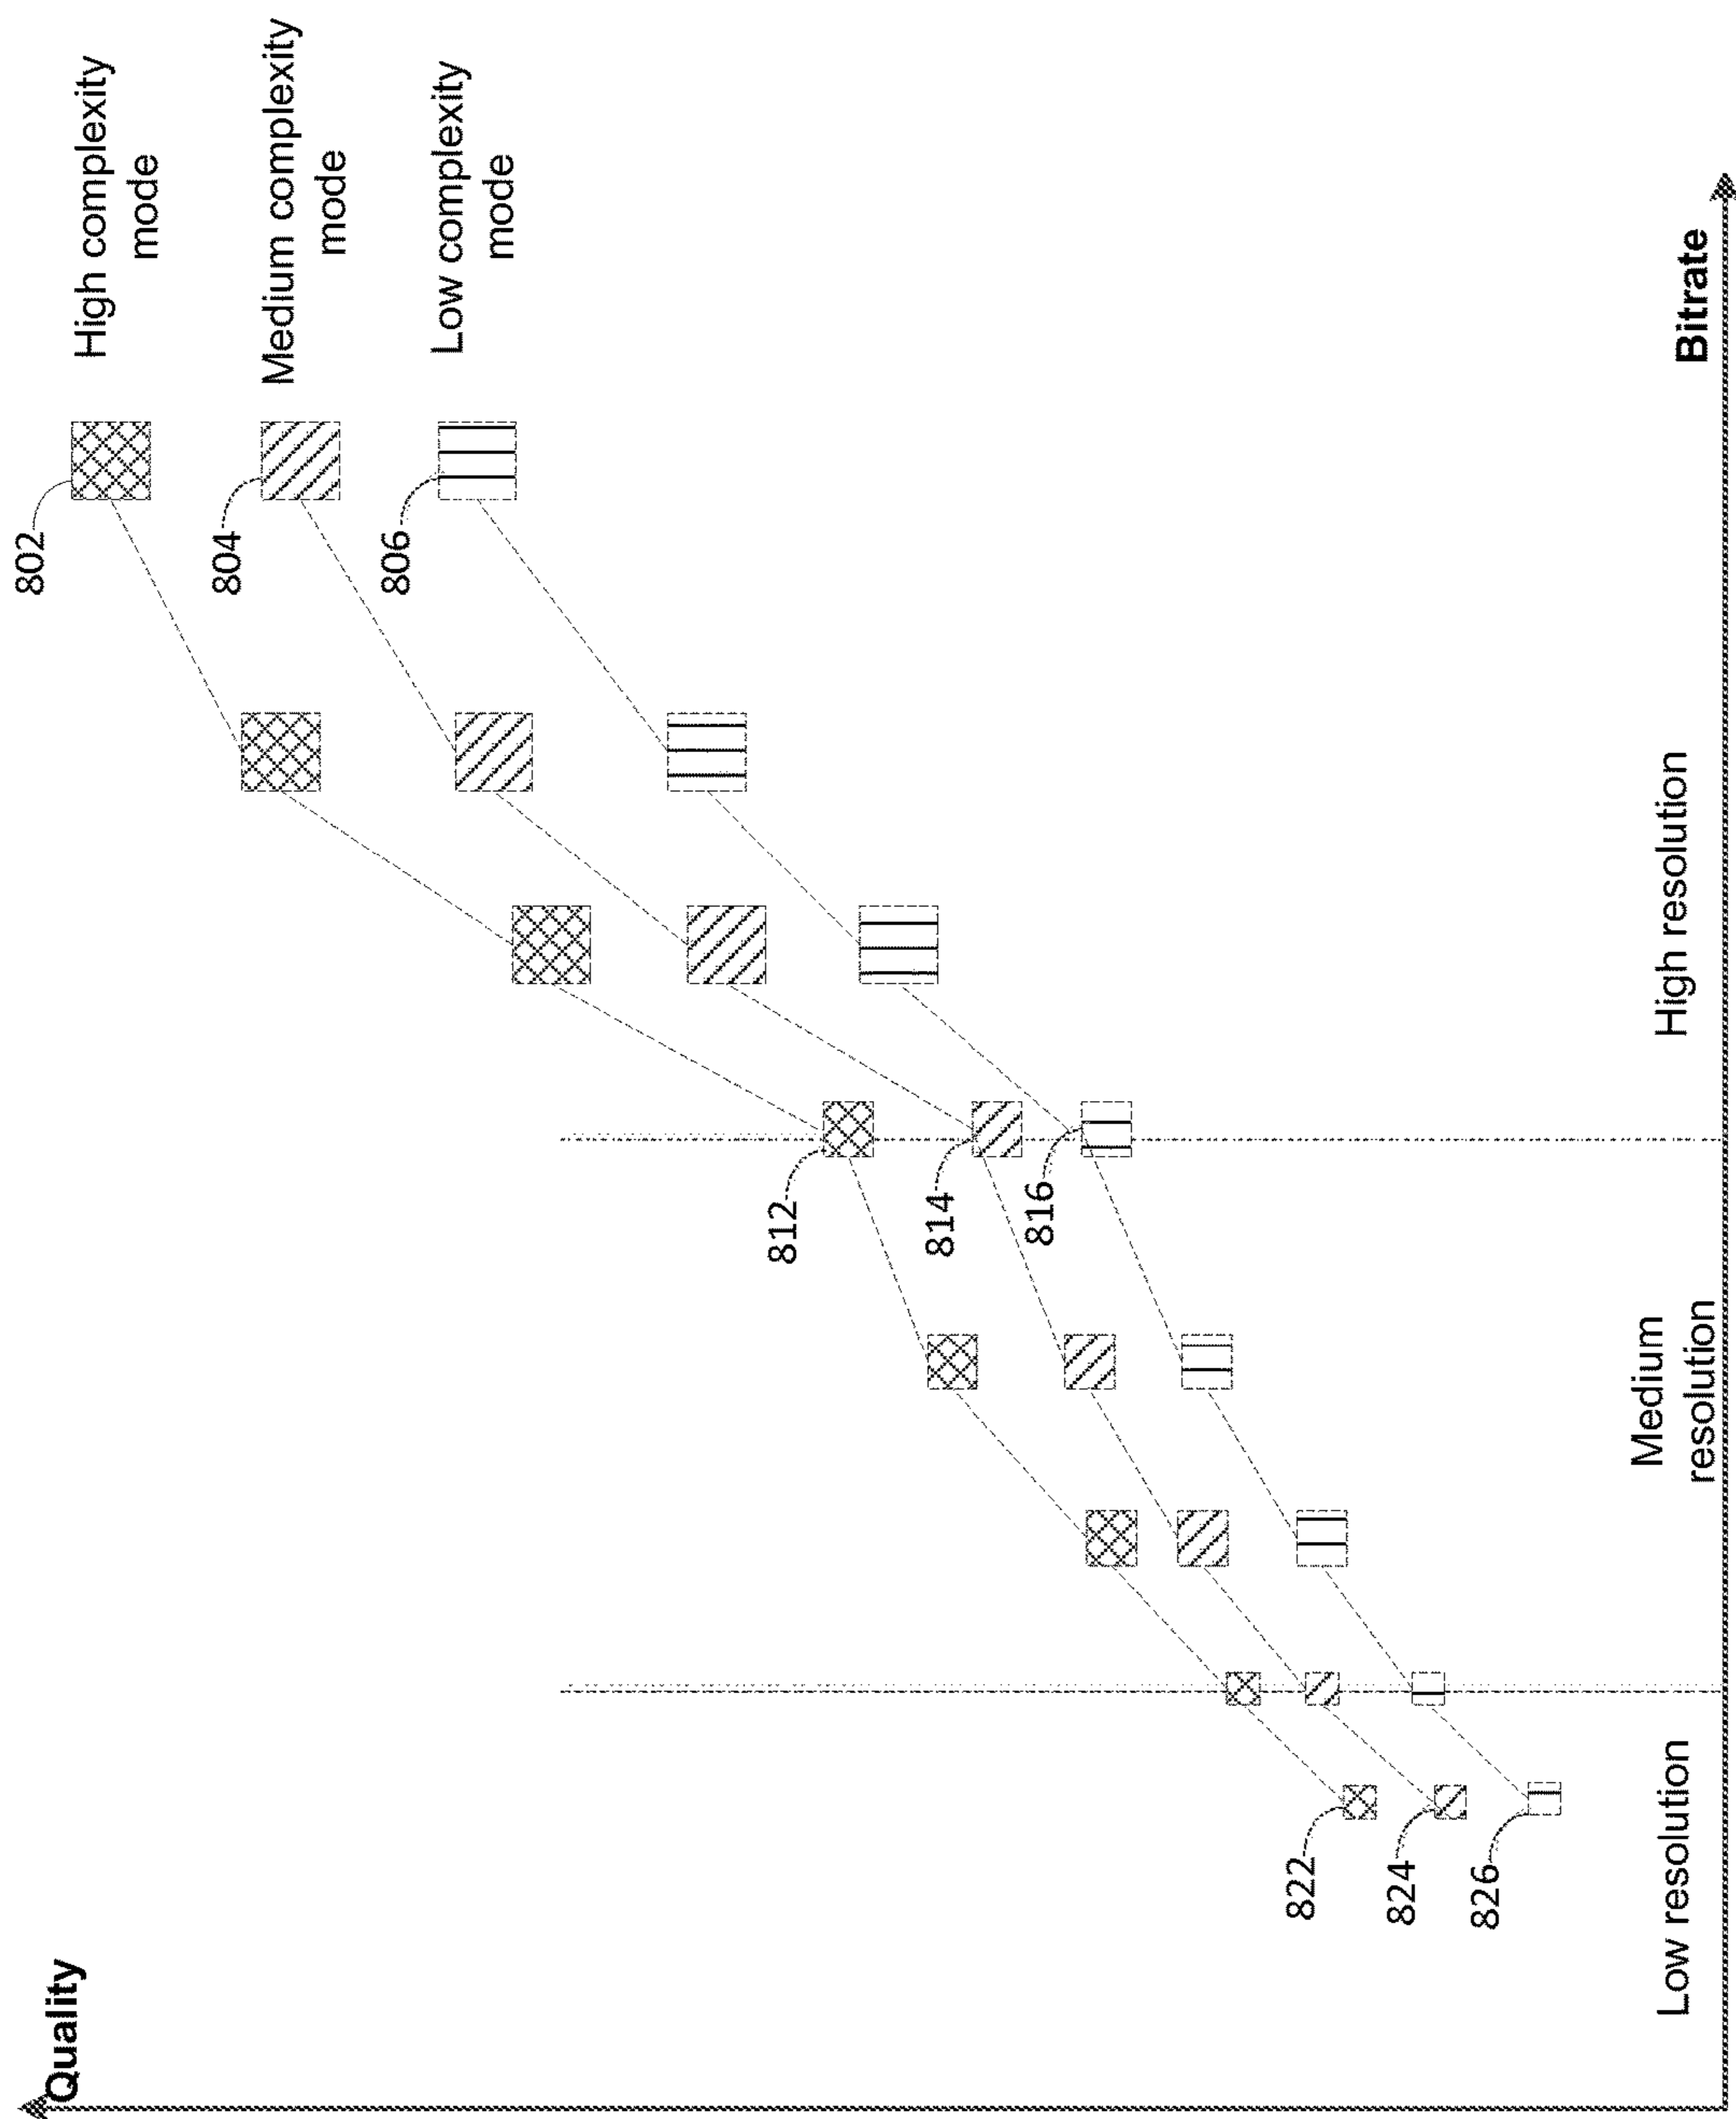 Quality
802
High complexity
mode
804
Medium complexity
mode
806
Low complexity
mode
812
814
816
822
824
826
Low resolution
Medium
resolution
High resolution
Bitrate